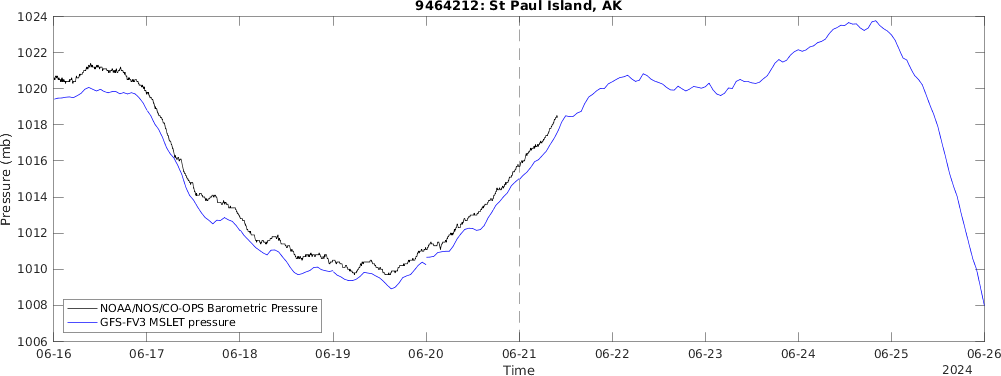 9464212: St Paul Island, AK
Pressure (mb)
1024
1022
1020
1018
1016
1014
1012
1010
1008
1006
NOAA/NOS/CO-OPS Barometric Pressure
GFS-FV3 MSLET pressure
06-16 06-17 06-18 06-19 06-20 06-21 06-22 06-23 06-24 06-25 06-26
Time
2024